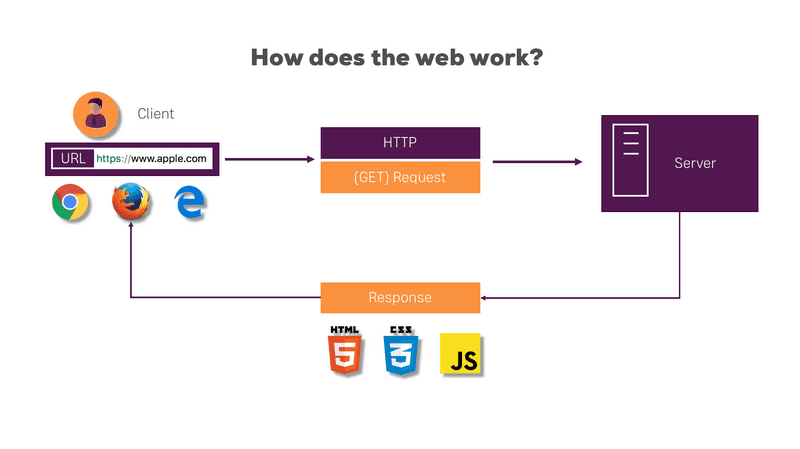 How does the web work?
Client
URL https://www.apple.com
HTTP
(GET) Request
Server
Response
HTML
5
CSS
3
JS